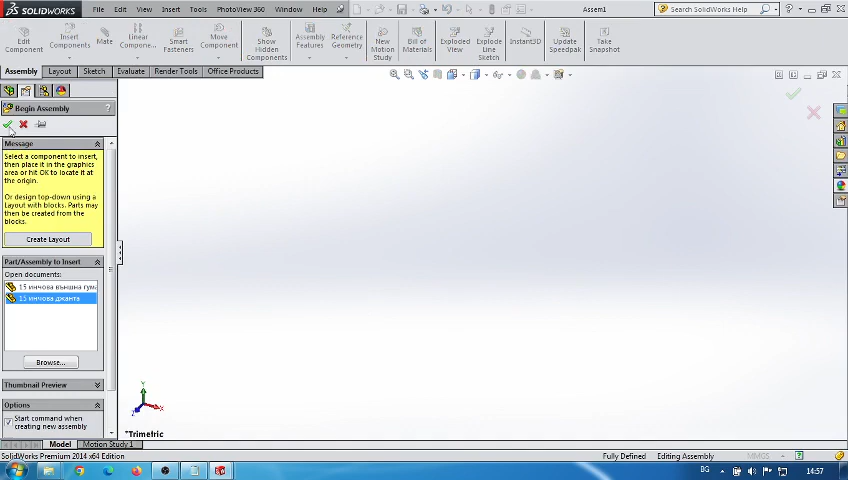 SOLIDWORKS
File Edit View Insert Tools PhotoView 360 Window Help
Assem1
Search SolidWorks Help
Edit Component
Insert Components
Mate
Linear Compone...
Smart Fasteners
Move Component
Show Hidden Components
Assembly Features
Reference Geometry
New Motion Study
Bill of Materials
Exploded View
Explode Line Sketch
Instant3D
Update Speedpak
Take Snapshot
Assembly Layout Sketch Evaluate Render Tools Office Products
Begin Assembly ?
Message
Select a component to insert,
then place it in the graphics
area or hit OK to locate it at
the origin.
Or design top-down using a
Layout with blocks. Parts may
then be created from the
blocks.
Create Layout
Part/Assembly to Insert
Open documents:
15 инчова външна гума
15 инчова джанта
Browse...
Thumbnail Preview
Options
Start command when
creating new assembly
Y
X
Z
*Trimetric
Model Motion Study 1
SolidWorks Premium 2014 x64 Edition
Fully Defined Editing Assembly MMGS ?
BG 14:57